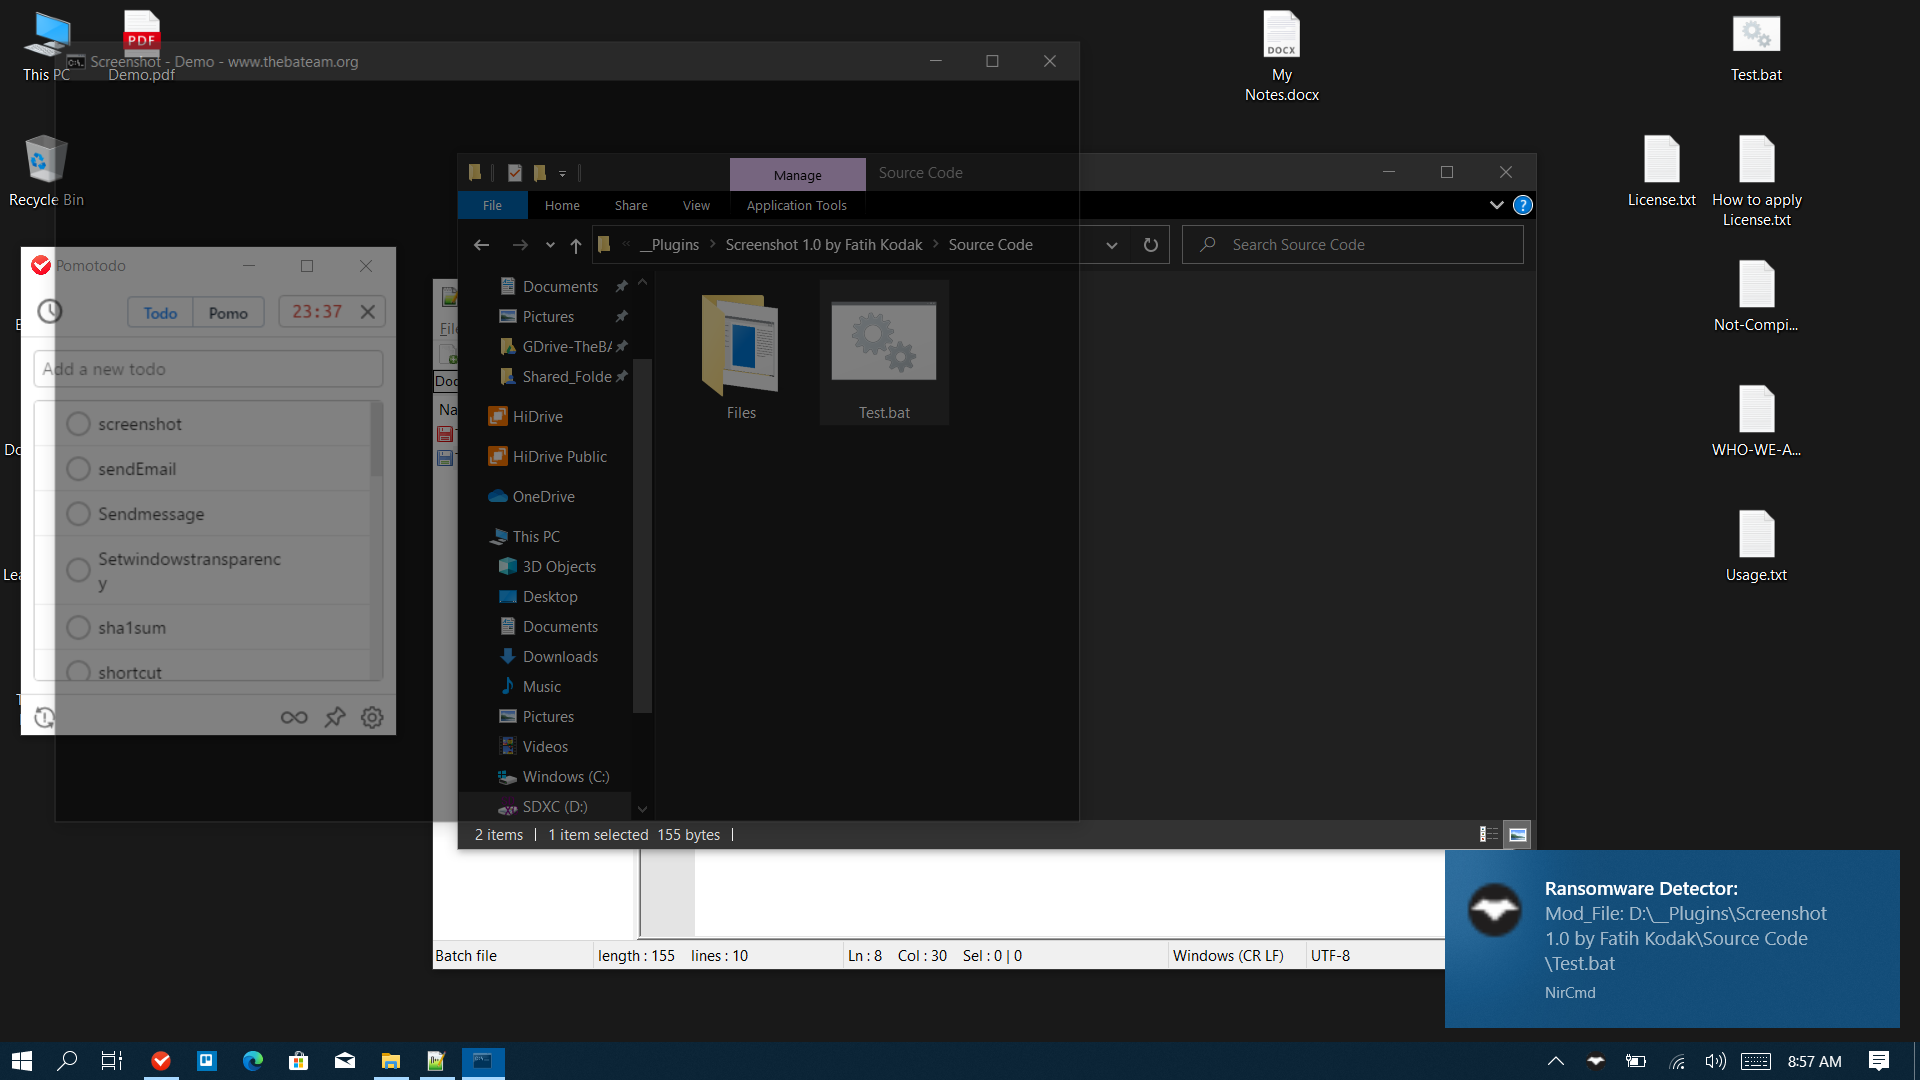 This PC
PDF
Demo.pdf
Screenshot - Demo - www.thebateam.org
DOCX
My
Notes.docx
Test.bat
Recycle Bin
License.txt
How to apply
License.txt
Not-Compi...
WHO-WE-A...
Usage.txt
Manage
Source Code
File
Home
Share
View
Application Tools
__Plugins
Screenshot 1.0 by Fatih Kodak
Source Code
Search Source Code
Documents
Pictures
GDrive-TheBA
Shared_Folde
HiDrive
HiDrive Public
OneDrive
This PC
3D Objects
Desktop
Documents
Downloads
Music
Pictures
Videos
Windows (C:)
SDXC (D:)
Files
Test.bat
2 items
1 item selected 155 bytes
Pomotodo
Todo
Pomo
23:37
Add a new todo
screenshot
sendEmail
Sendmessage
Setwindowstransparenc
y
sha1sum
shortcut
Batch file
length : 155 lines : 10
Ln : 8 Col : 30 Sel : 0 | 0
Windows (CR LF)
UTF-8
Ransomware Detector:
Mod_File: D:\__Plugins\Screenshot
1.0 by Fatih Kodak\Source Code
\Test.bat
NirCmd
8:57 AM